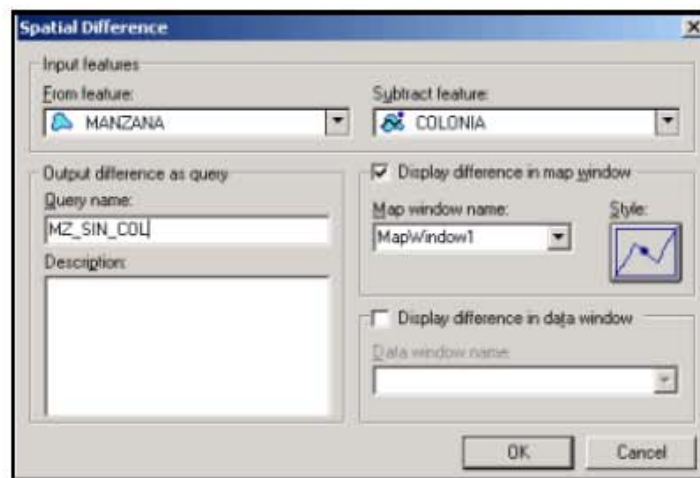 Spatial Difference
Input features
From feature:
MANZANA
Subtract feature:
COLONIA
Output difference as query
Query name:
MZ_SIN_COL
Description:
Display difference in map window
Map window name:
MapWindow1
Style:
Display difference in data window
Data window name
OK
Cancel